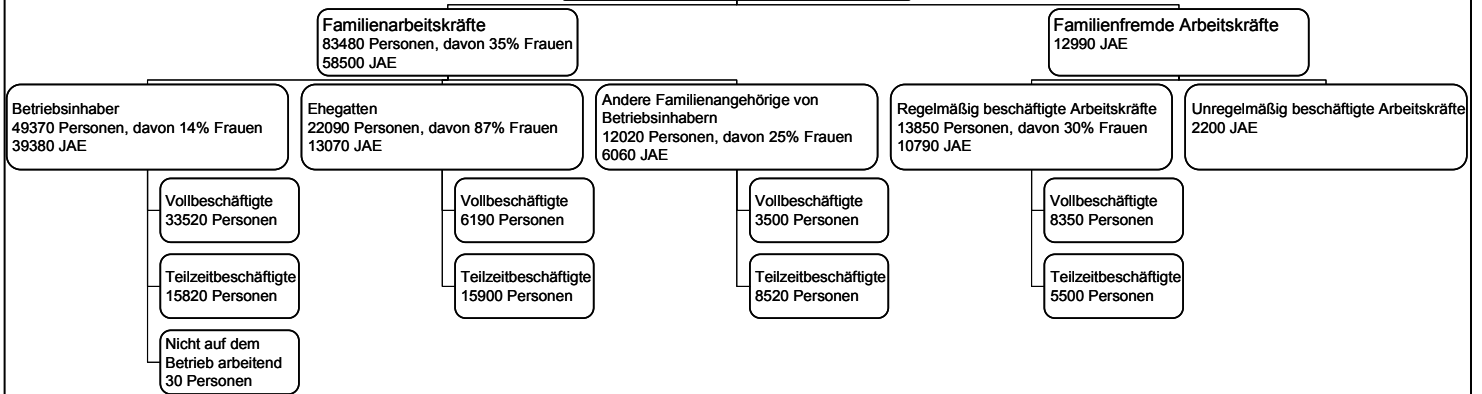 Familienarbeitskräfte
83480 Personen, davon 35% Frauen
58500 JAE
Familienfremde Arbeitskräfte
12990 JAE
Betriebsinhaber
49370 Personen, davon 14% Frauen
39380 JAE
Ehegatten
22090 Personen, davon 87% Frauen
13070 JAE
Andere Familienangehörige von
Betriebsinhabern
12020 Personen, davon 25% Frauen
6060 JAE
Regelmäßig beschäftigte Arbeitskräfte
13850 Personen, davon 30% Frauen
10790 JAE
Unregelmäßig beschäftigte Arbeitskräfte
2200 JAE
Vollbeschäftigte
33520 Personen
Teilzeitbeschäftigte
15820 Personen
Nicht auf dem
Betrieb arbeitend
30 Personen
Vollbeschäftigte
6190 Personen
Teilzeitbeschäftigte
15900 Personen
Vollbeschäftigte
3500 Personen
Teilzeitbeschäftigte
8520 Personen
Vollbeschäftigte
8350 Personen
Teilzeitbeschäftigte
5500 Personen